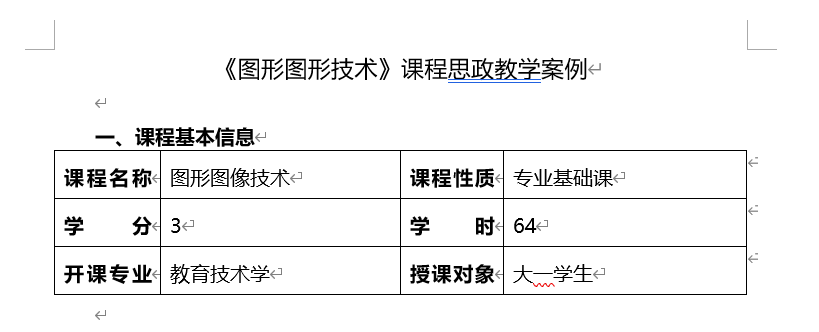 《图形图形技术》课程思政教学案例
一、课程基本信息
课程名称 图形图像技术 课程性质 专业基础课
学 分 3 学 时 64
开课专业 教育技术学 授课对象 大一学生